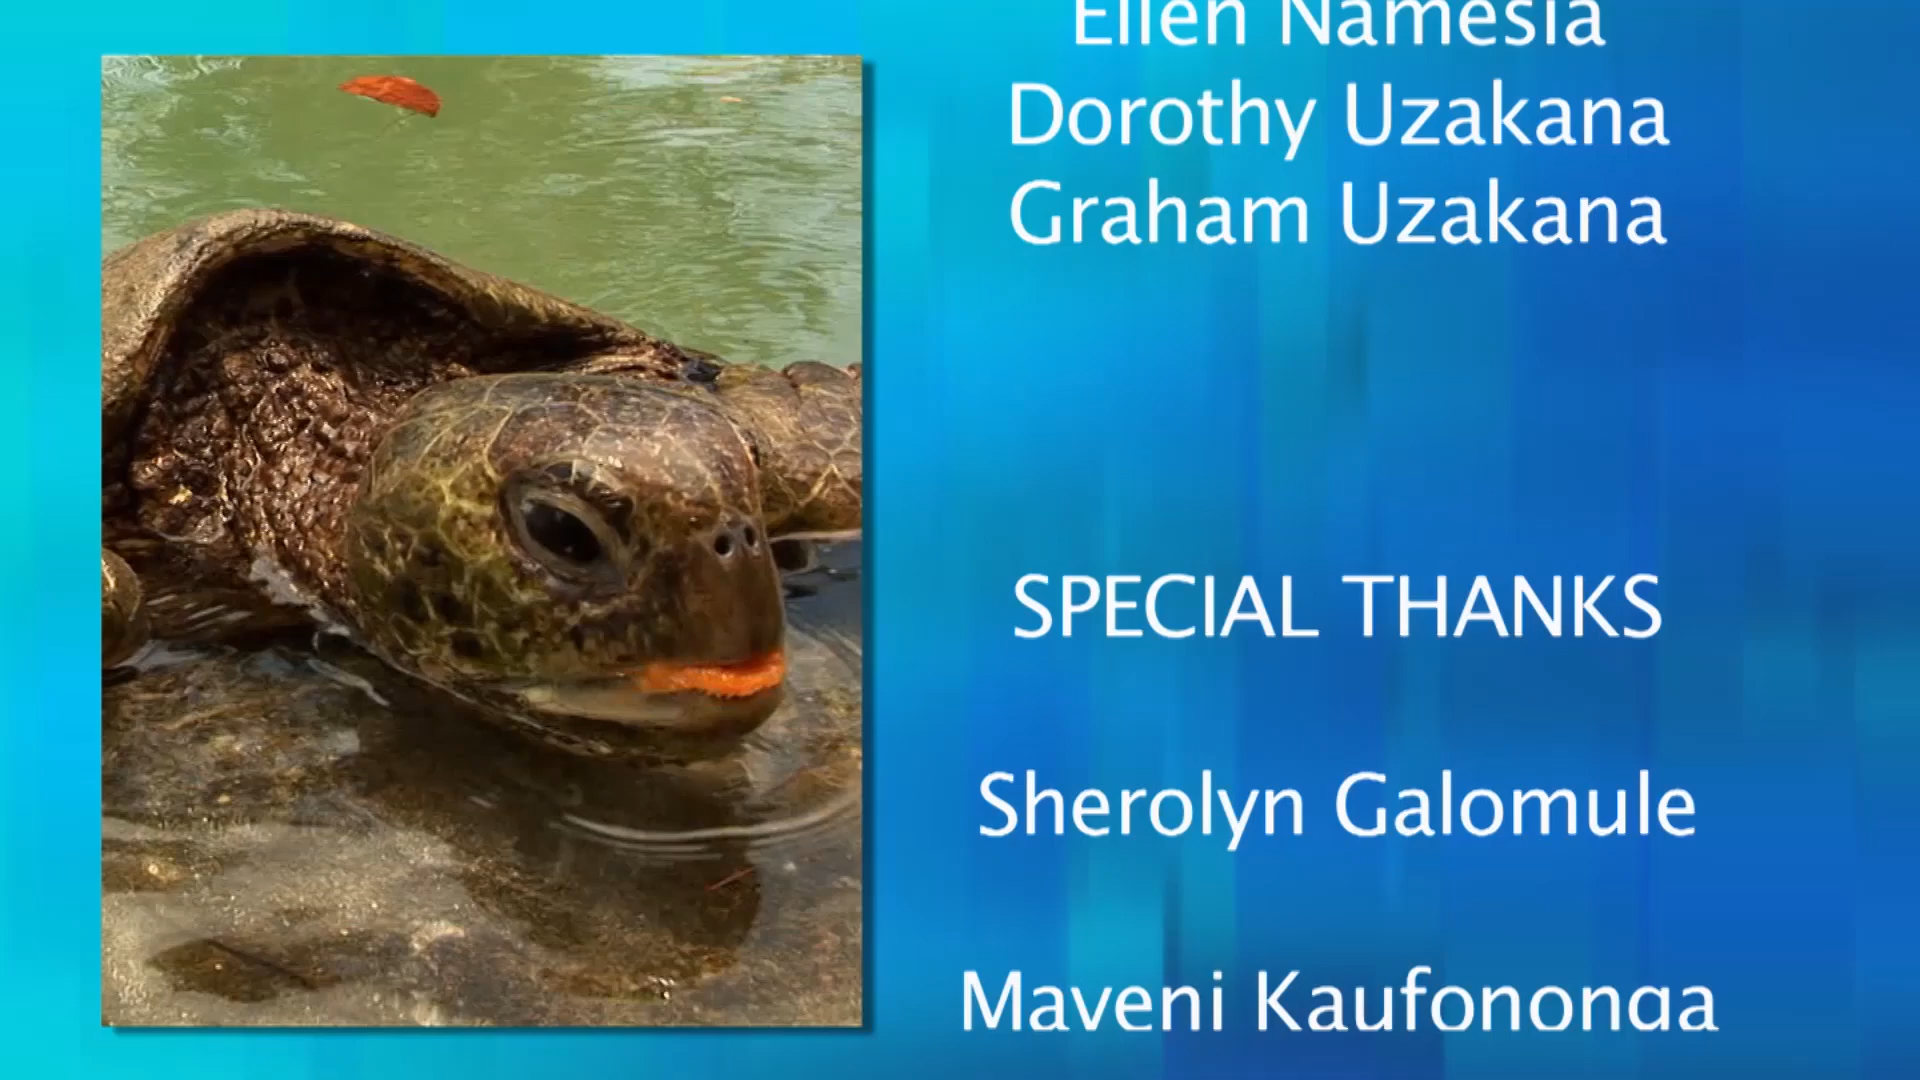 Ellen Namesia
Dorothy Uzakana
Graham Uzakana
SPECIAL THANKS
Sherolyn Galomule
Maveni Kaufononga